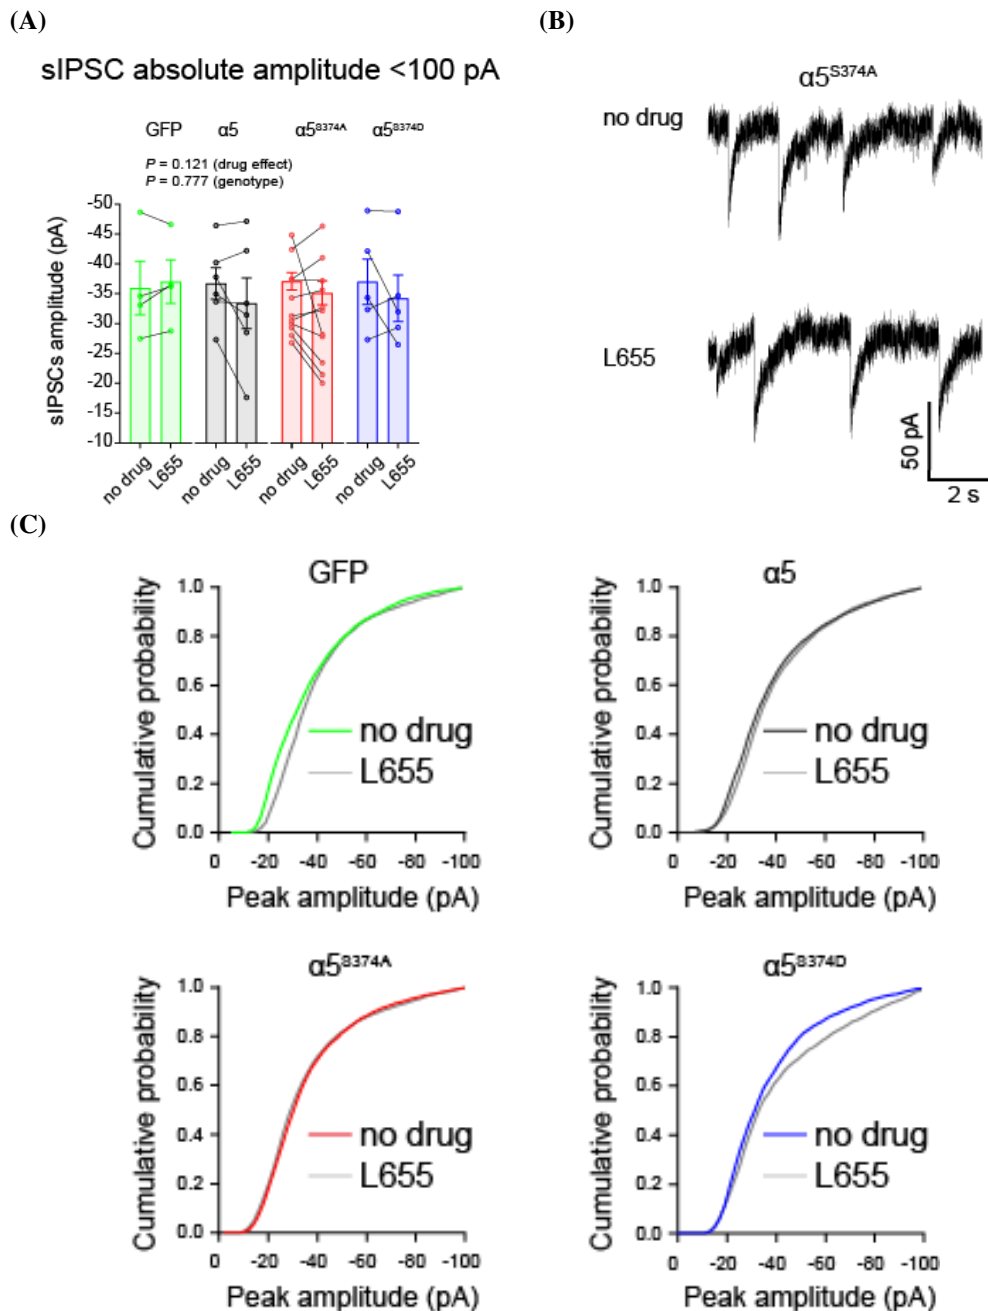 (A)
sIPSC absolute amplitude <100 pA
GFP α5 α5S374A α5S374D
P = 0.121 (drug effect)
P = 0.777 (genotype)
sIPSCs amplitude (pA)
-50
-45
-40
-35
-30
-25
-20
-15
-10
no drug L655 no drug L655 no drug L655 no drug L655
(B)
α5S374A
no drug
L655
50 pA
2 s
(C)
GFP
Cumulative probability
1.0
0.8
0.6
0.4
0.2
0.0
no drug
L655
0 -20 -40 -60 -80 -100
Peak amplitude (pA)
α5
Cumulative probability
1.0
0.8
0.6
0.4
0.2
0.0
no drug
L655
0 -20 -40 -60 -80 -100
Peak amplitude (pA)
α5S374A
Cumulative probability
1.0
0.8
0.6
0.4
0.2
0.0
no drug
L655
0 -20 -40 -60 -80 -100
Peak amplitude (pA)
α5S374D
Cumulative probability
1.0
0.8
0.6
0.4
0.2
0.0
no drug
L655
0 -20 -40 -60 -80 -100
Peak amplitude (pA)